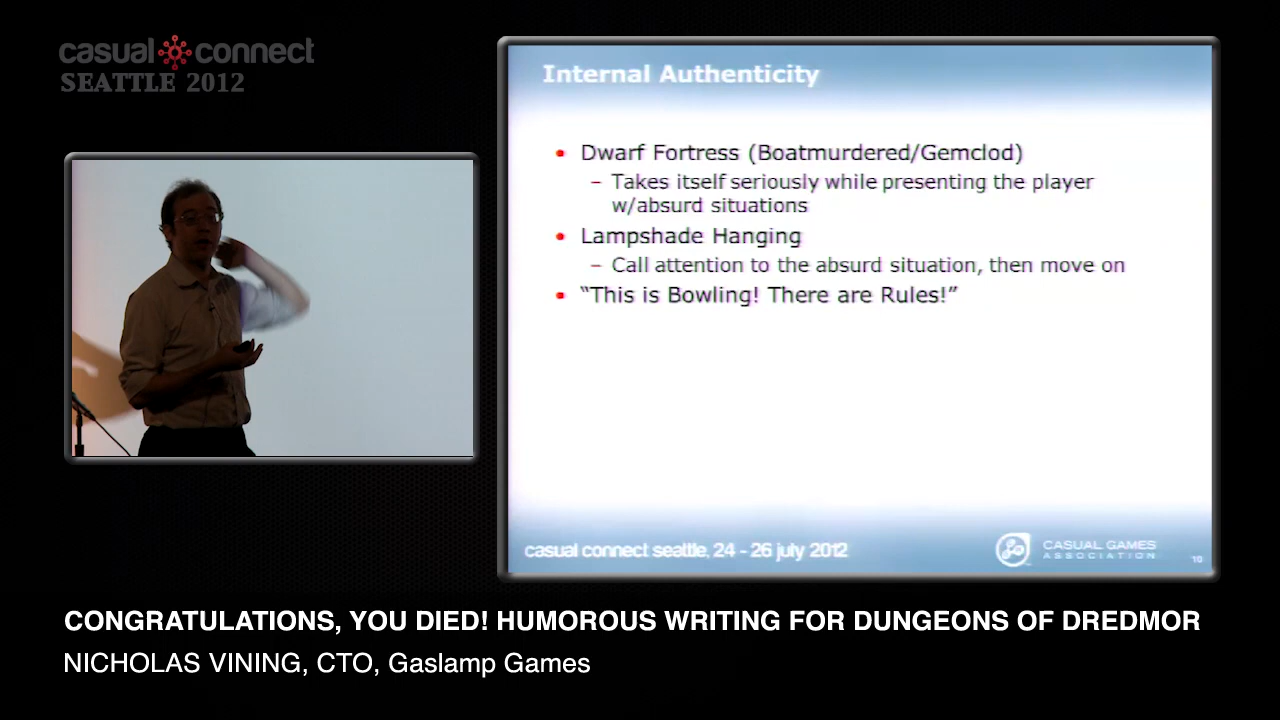 casual connect
SEATTLE 2012
Internal Authenticity
• Dwarf Fortress (Boatmurdered/Gemclod)
– Takes itself seriously while presenting the player
w/absurd situations
• Lampshade Hanging
– Call attention to the absurd situation, then move on
• “This is Bowling! There are Rules!”
casual connect seattle, 24 - 26 july 2012
CASUAL GAMES
ASSOCIATION
10
CONGRATULATIONS, YOU DIED! HUMOROUS WRITING FOR DUNGEONS OF DREDMOR
NICHOLAS VINING, CTO, Gaslamp Games